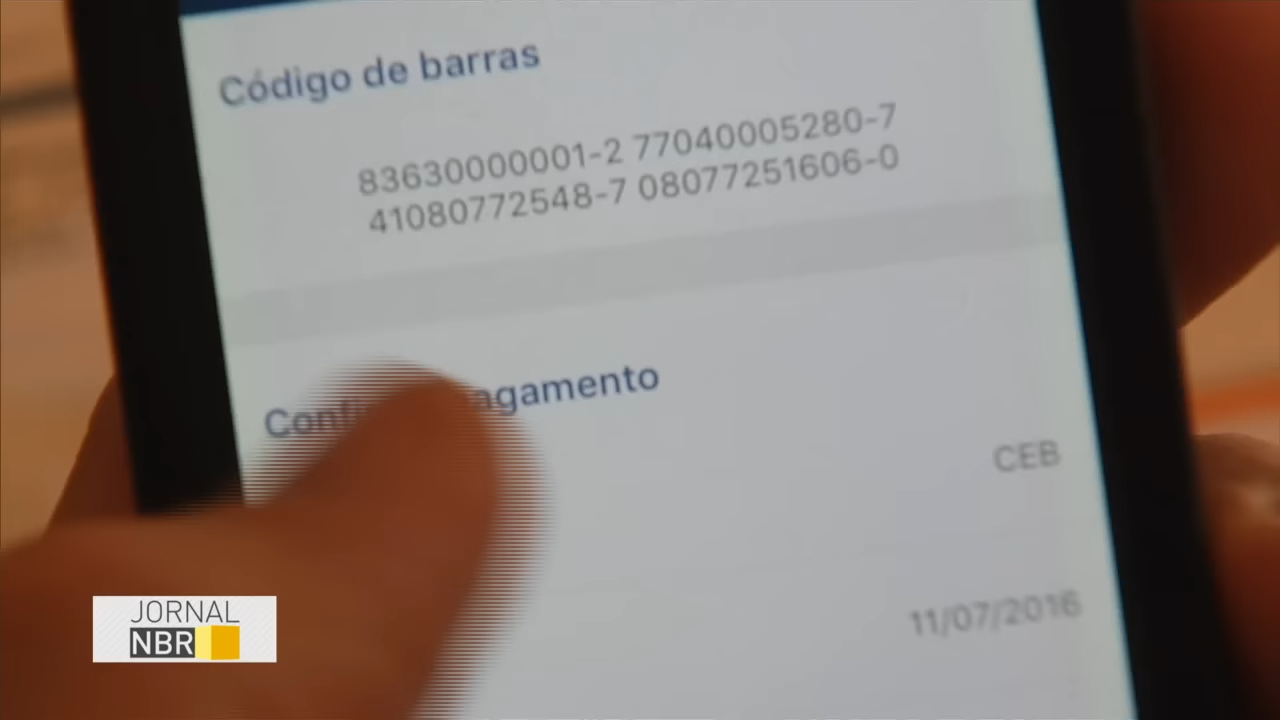 Código de barras
83630000001-2 77040005280-7
41080772548-7 08077251606-0
CEB
11/07/2016
JORNAL
NBR